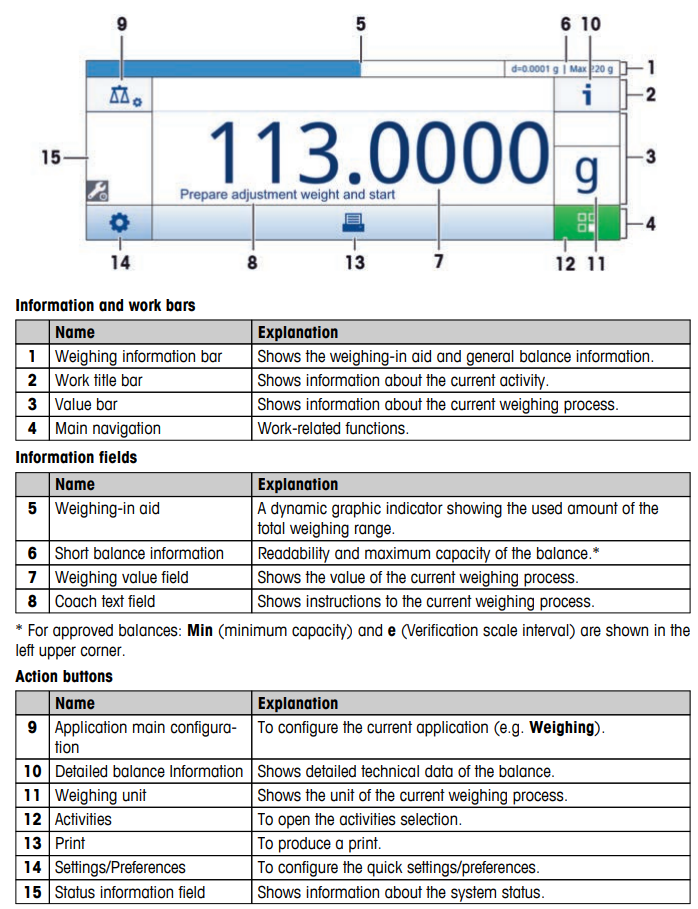 9 5 6 10
d=0.0001 g | Max 220 g 1
i 2
15 113.0000 g 3
Prepare adjustment weight and start
4
14 8 13 7 12 11
Information and work bars
Name Explanation
1 Weighing information bar Shows the weighing-in aid and general balance information.
2 Work title bar Shows information about the current activity.
3 Value bar Shows information about the current weighing process.
4 Main navigation Work-related functions.
Information fields
Name Explanation
5 Weighing-in aid A dynamic graphic indicator showing the used amount of the
total weighing range.
6 Short balance information Readability and maximum capacity of the balance.*
7 Weighing value field Shows the value of the current weighing process.
8 Coach text field Shows instructions to the current weighing process.
* For approved balances: Min (minimum capacity) and e (Verification scale interval) are shown in the
left upper corner.
Action buttons
Name Explanation
9 Application main configura- To configure the current application (e.g. Weighing).
tion
10 Detailed balance Information Shows detailed technical data of the balance.
11 Weighing unit Shows the unit of the current weighing process.
12 Activities To open the activities selection.
13 Print To produce a print.
14 Settings/Preferences To configure the quick settings/preferences.
15 Status information field Shows information about the system status.